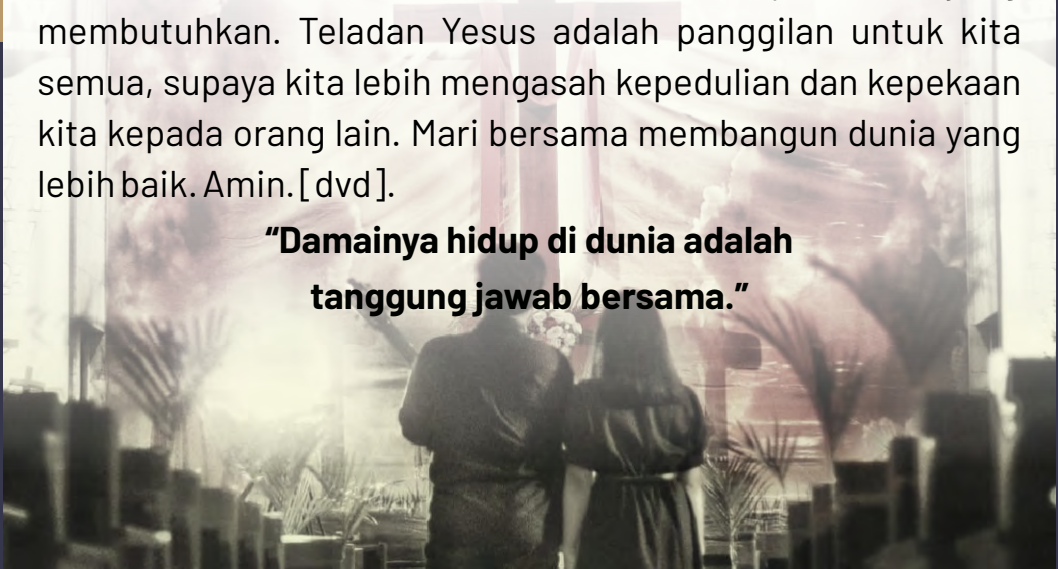 membutuhkan. Teladan Yesus adalah panggilan untuk kita
semua, supaya kita lebih mengasah kepedulian dan kepekaan
kita kepada orang lain. Mari bersama membangun dunia yang
lebih baik. Amin. [dvd].
“Damainya hidup di dunia adalah
tanggung jawab bersama.”